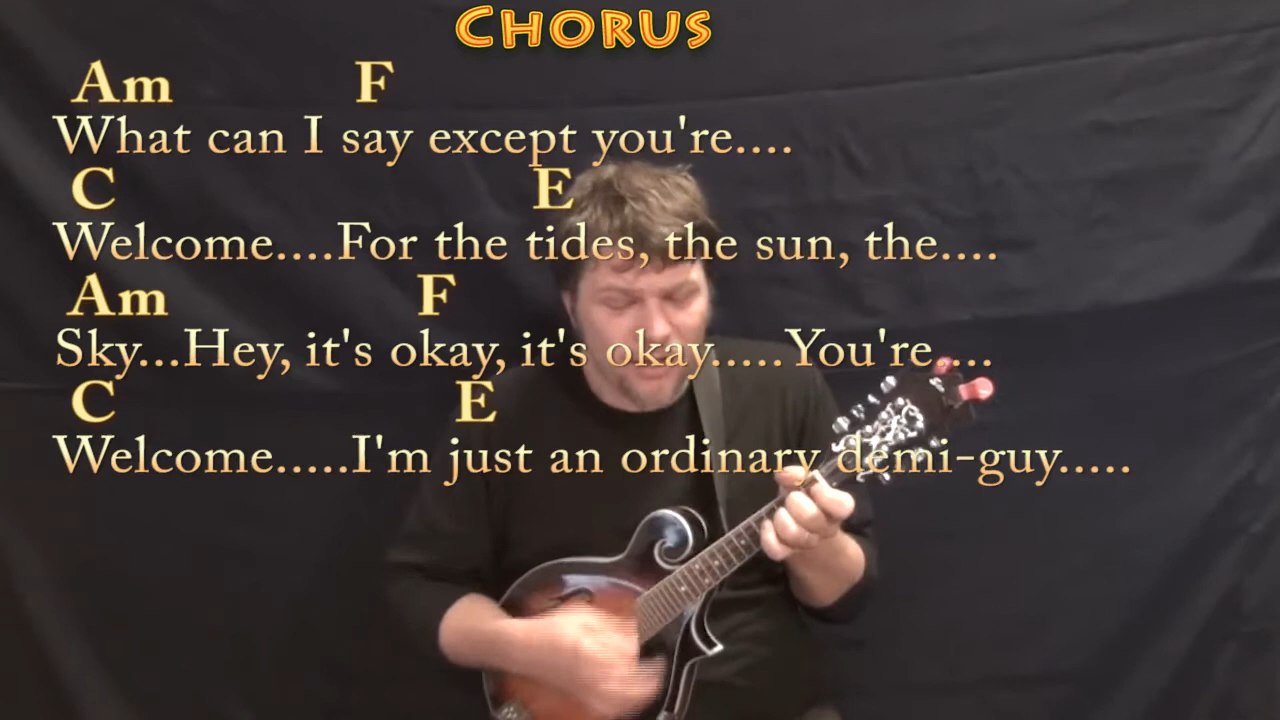 CHORUS
Am F
What can I say except you're....
C E
Welcome....For the tides, the sun, the....
Am F
Sky...Hey, it's okay, it's okay.....You're....
C E
Welcome.....I'm just an ordinary demi-guy.....